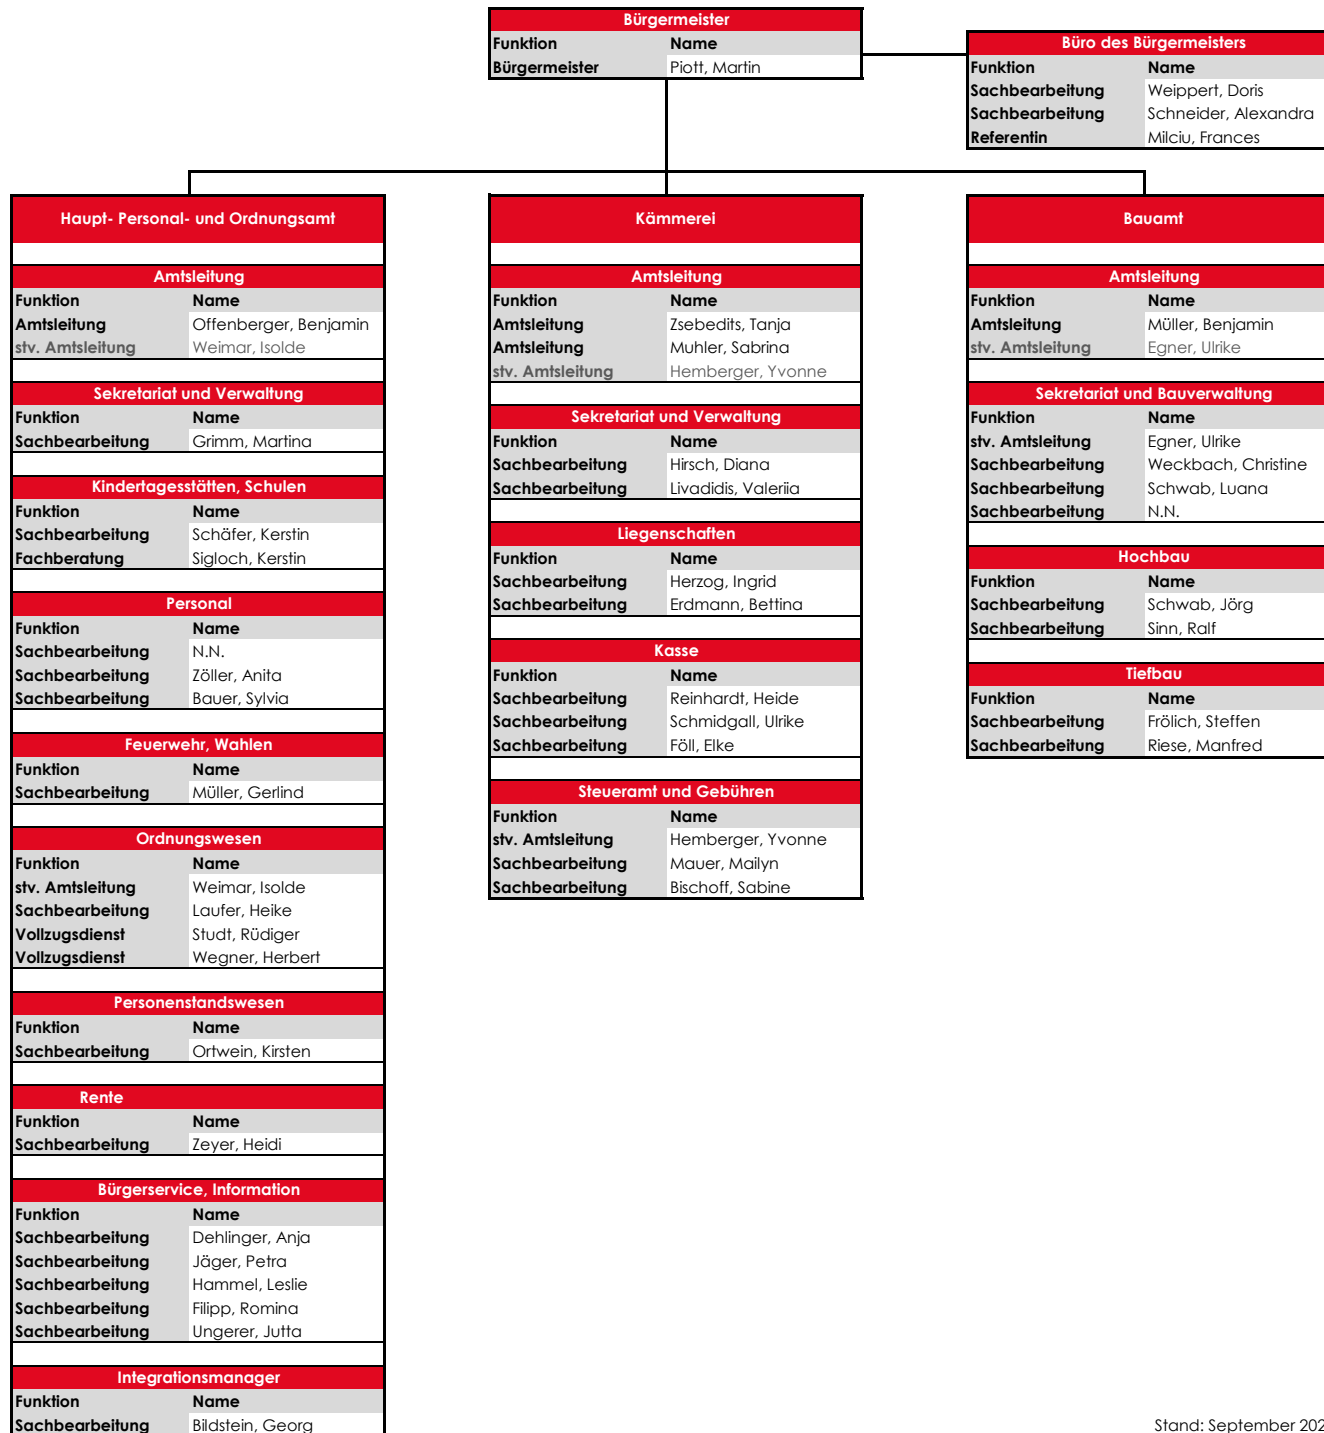 Bürgermeister
Funktion Name
Bürgermeister Piott, Martin
Büro des Bürgermeisters
Funktion Name
Sachbearbeitung Weippert, Doris
Sachbearbeitung Schneider, Alexandra
Referentin Milciu, Frances
Haupt- Personal- und Ordnungsamt
Amtsleitung
Funktion Name
Amtsleitung Offenberger, Benjamin
stv. Amtsleitung Weimar, Isolde
Sekretariat und Verwaltung
Funktion Name
Sachbearbeitung Grimm, Martina
Kindertagesstätten, Schulen
Funktion Name
Sachbearbeitung Schäfer, Kerstin
Fachberatung Sigloch, Kerstin
Personal
Funktion Name
Sachbearbeitung N.N.
Sachbearbeitung Zöller, Anita
Sachbearbeitung Bauer, Sylvia
Feuerwehr, Wahlen
Funktion Name
Sachbearbeitung Müller, Gerlind
Ordnungswesen
Funktion Name
stv. Amtsleitung Weimar, Isolde
Sachbearbeitung Laufer, Heike
Vollzugsdienst Studt, Rüdiger
Vollzugsdienst Wegner, Herbert
Personenstandswesen
Funktion Name
Sachbearbeitung Ortwein, Kirsten
Rente
Funktion Name
Sachbearbeitung Zeyer, Heidi
Bürgerservice, Information
Funktion Name
Sachbearbeitung Dehlinger, Anja
Sachbearbeitung Jäger, Petra
Sachbearbeitung Hammel, Leslie
Sachbearbeitung Filipp, Romina
Sachbearbeitung Ungerer, Jutta
Integrationsmanager
Funktion Name
Sachbearbeitung Bildstein, Georg
Kämmerei
Amtsleitung
Funktion Name
Amtsleitung Zsebedits, Tanja
Amtsleitung Muhler, Sabrina
stv. Amtsleitung Hemberger, Yvonne
Sekretariat und Verwaltung
Funktion Name
Sachbearbeitung Hirsch, Diana
Sachbearbeitung Livadidis, Valeriia
Liegenschaften
Funktion Name
Sachbearbeitung Herzog, Ingrid
Sachbearbeitung Erdmann, Bettina
Kasse
Funktion Name
Sachbearbeitung Reinhardt, Heide
Sachbearbeitung Schmidgall, Ulrike
Sachbearbeitung Föll, Elke
Steueramt und Gebühren
Funktion Name
stv. Amtsleitung Hemberger, Yvonne
Sachbearbeitung Mauer, Mailyn
Sachbearbeitung Bischoff, Sabine
Bauamt
Amtsleitung
Funktion Name
Amtsleitung Müller, Benjamin
stv. Amtsleitung Egner, Ulrike
Sekretariat und Bauverwaltung
Funktion Name
stv. Amtsleitung Egner, Ulrike
Sachbearbeitung Weckbach, Christine
Sachbearbeitung Schwab, Luana
Sachbearbeitung N.N.
Hochbau
Funktion Name
Sachbearbeitung Schwab, Jörg
Sachbearbeitung Sinn, Ralf
Tiefbau
Funktion Name
Sachbearbeitung Frölich, Steffen
Sachbearbeitung Riese, Manfred
Stand: September 202